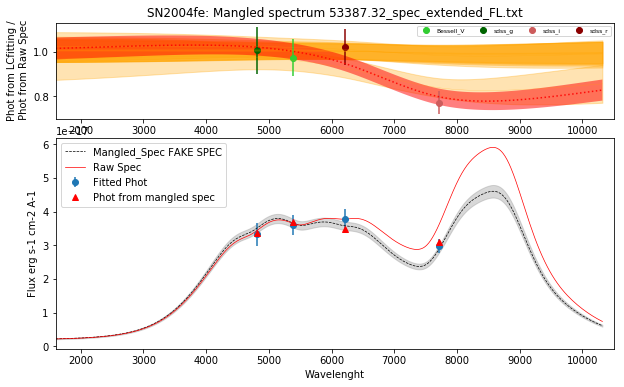 SN2004fe: Mangled spectrum 53387.32_spec_extended_FL.txt
Phot from LCfitting /
Phot from Raw Spec
1.0
0.8
Bessell_V
sdss_g
sdss_i
sdss_r
2000 3000 4000 5000 6000 7000 8000 9000 10000
1e−17
Mangled_Spec FAKE SPEC
Raw Spec
Fitted Phot
Phot from mangled spec
Flux erg s-1 cm-2 A-1
6
5
4
3
2
1
0
2000 3000 4000 5000 6000 7000 8000 9000 10000
Wavelenght